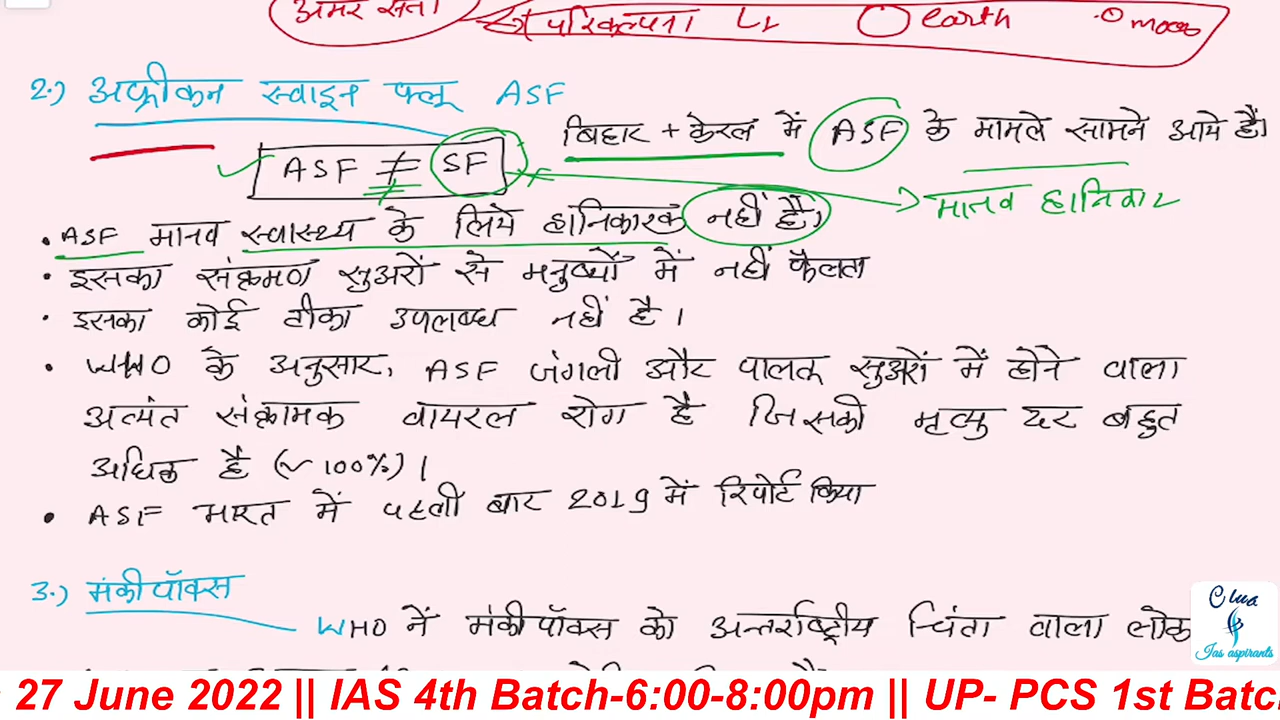 अमर सेना
परिकल्पना earth moon
2.) अफ्रीकन स्वाइन फ्लू ASF
बिहार + केरल में ASF के मामले सामने आये हैं।
ASF ≠ SF
मानव हानिकार
• ASF मानव स्वास्थ्य के लिये हानिकारक नहीं है।
• इसका संक्रमण सुअरों से मनुष्यों में नहीं फैलता
• इसका कोई टीका उपलब्ध नहीं है।
• WHO के अनुसार, ASF जंगली और पालक सुअरों में होने वाला
अत्यंत संक्रामक वायरल रोग है जिसकी मृत्यु दर बहुत
अधिक है (~ 100%)।
• ASF भारत में पहली बार 2019 में रिपोर्ट किया
3.) मंकीपॉक्स
WHO नें मंकीपॉक्स को अन्तर्राष्ट्रीय चिंता वाला लोक
Clue
Ias aspirants
27 June 2022 || IAS 4th Batch-6:00-8:00pm || UP- PCS 1st Batc